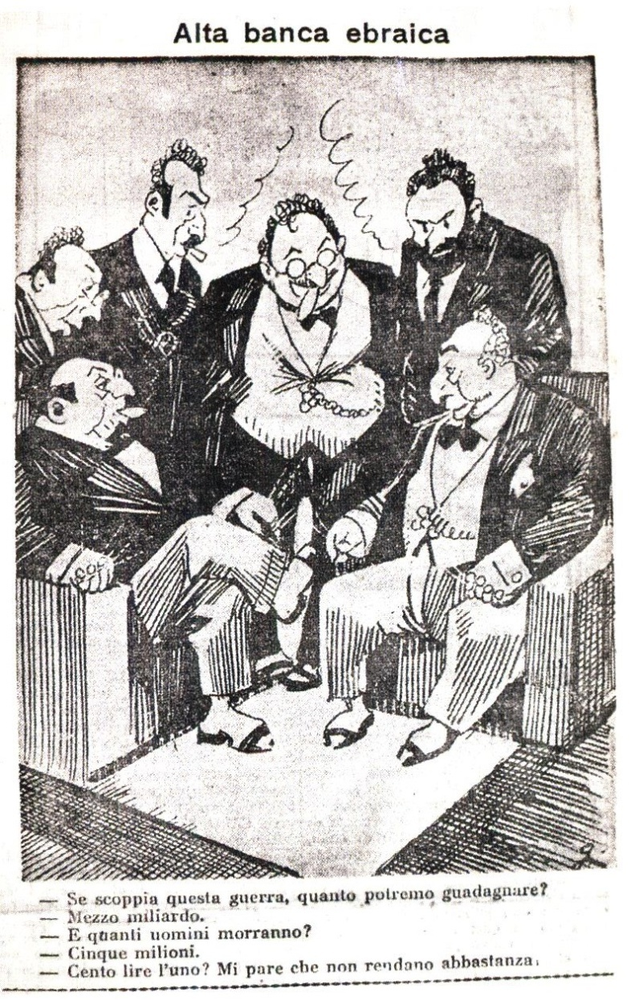 Alta banca ebraica
— Se scoppia questa guerra, quanto potremo guadagnare?
— Mezzo miliardo.
— E quanti uomini morranno?
— Cinque milioni.
— Cento lire l'uno? Mi pare che non rendano abbastanza.